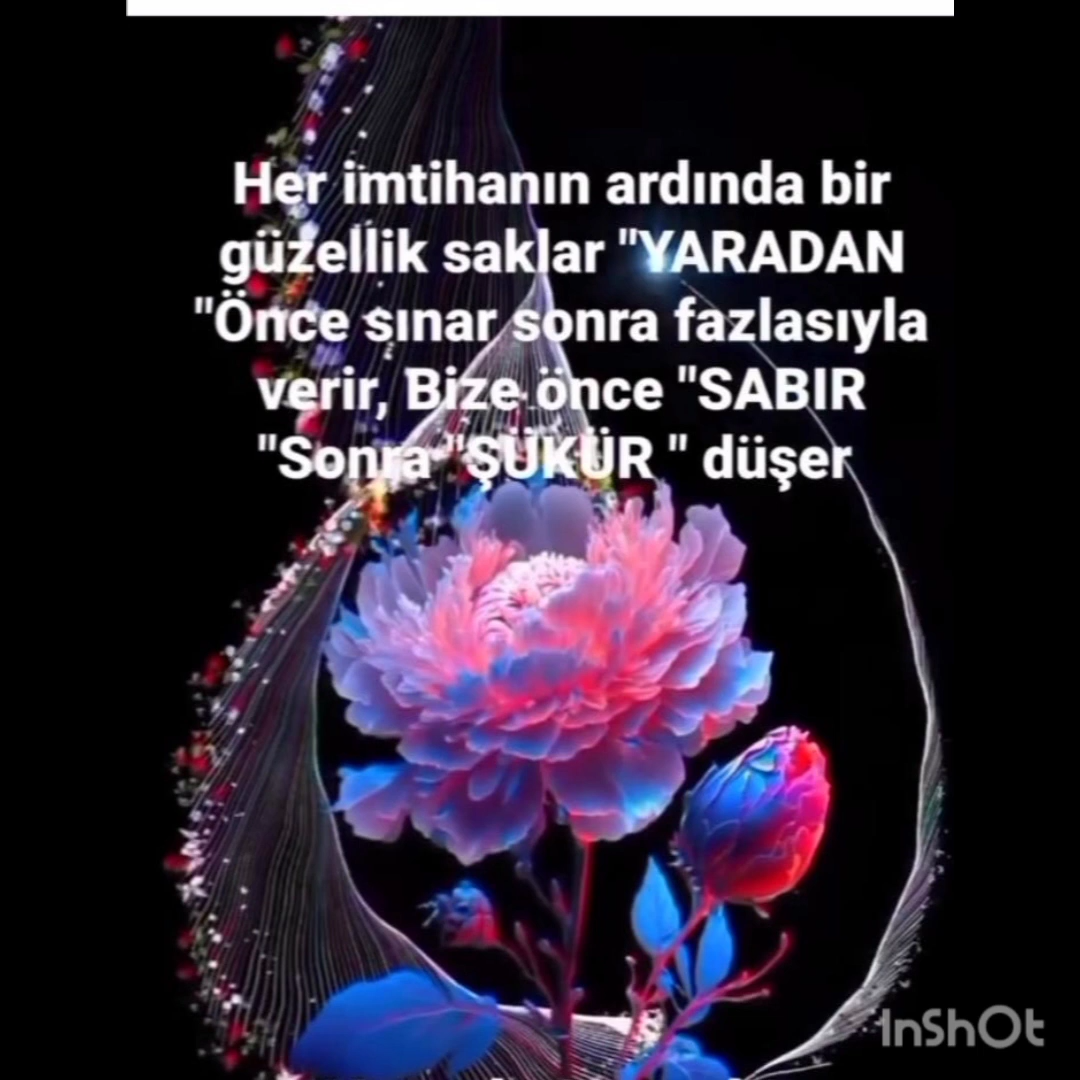 Her imtihanın ardında bir
güzellik saklar "YARADAN
"Önce sınar sonra fazlasıyla
verir, Bize önce "SABIR
"Sonra "ŞÜKÜR " düşer
InShOt